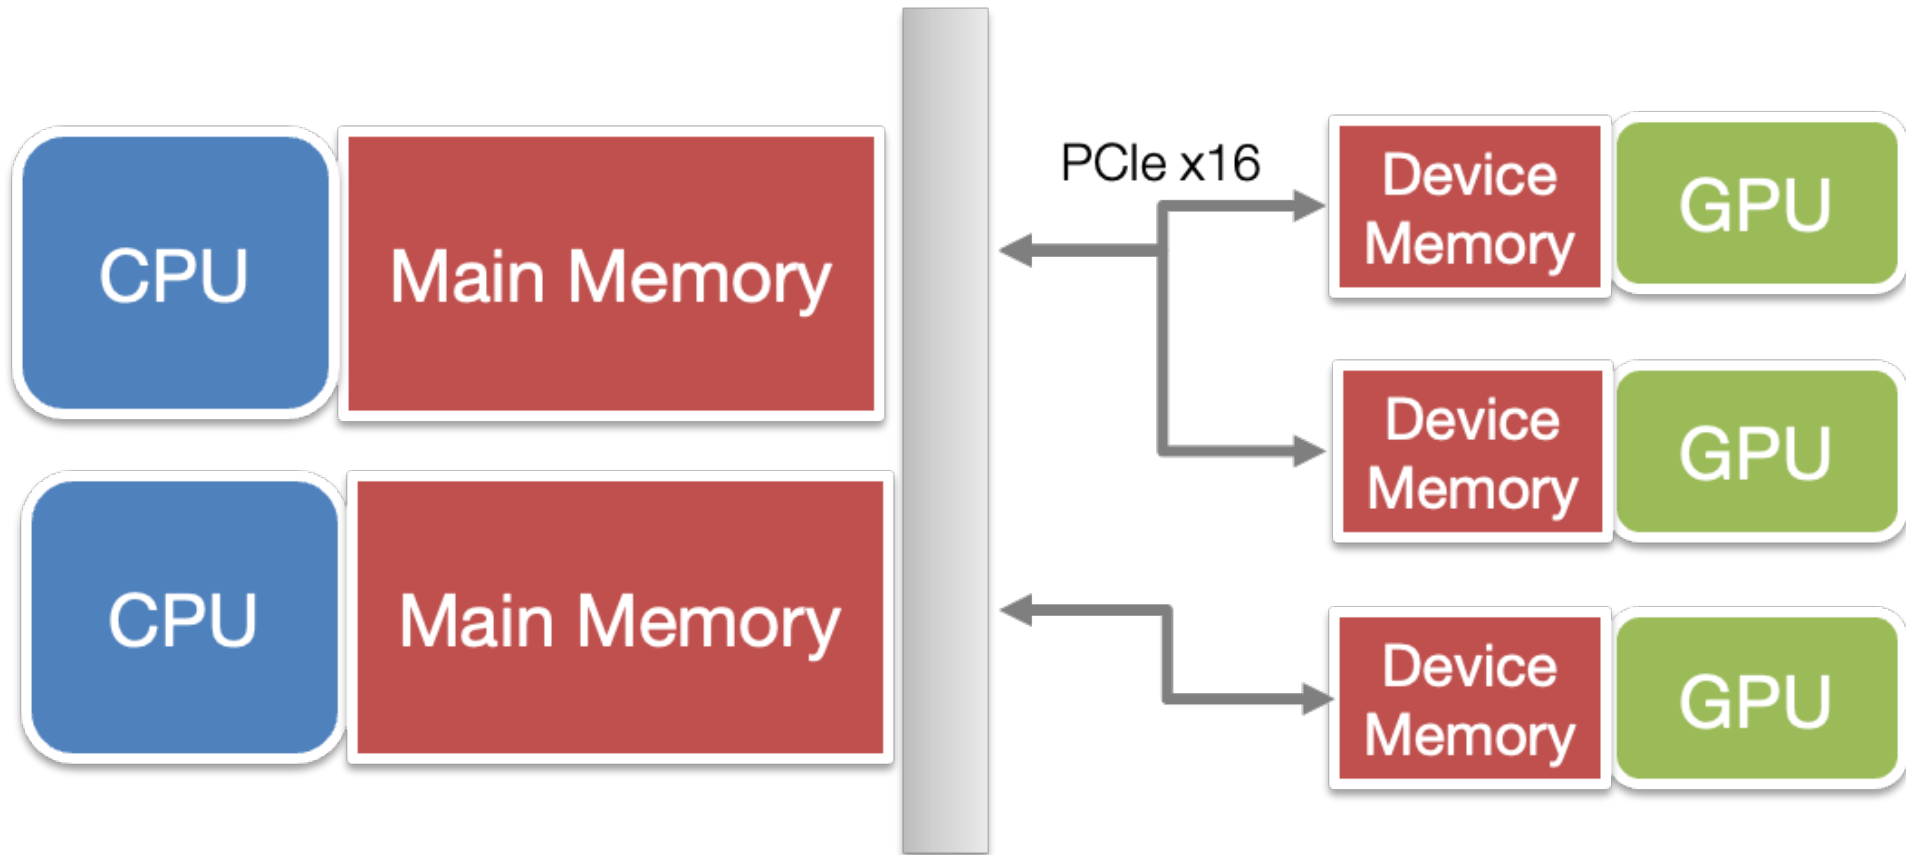 CPU
Main Memory
PCIe x16
Device
Memory
GPU
Device
Memory
GPU
CPU
Main Memory
Device
Memory
GPU